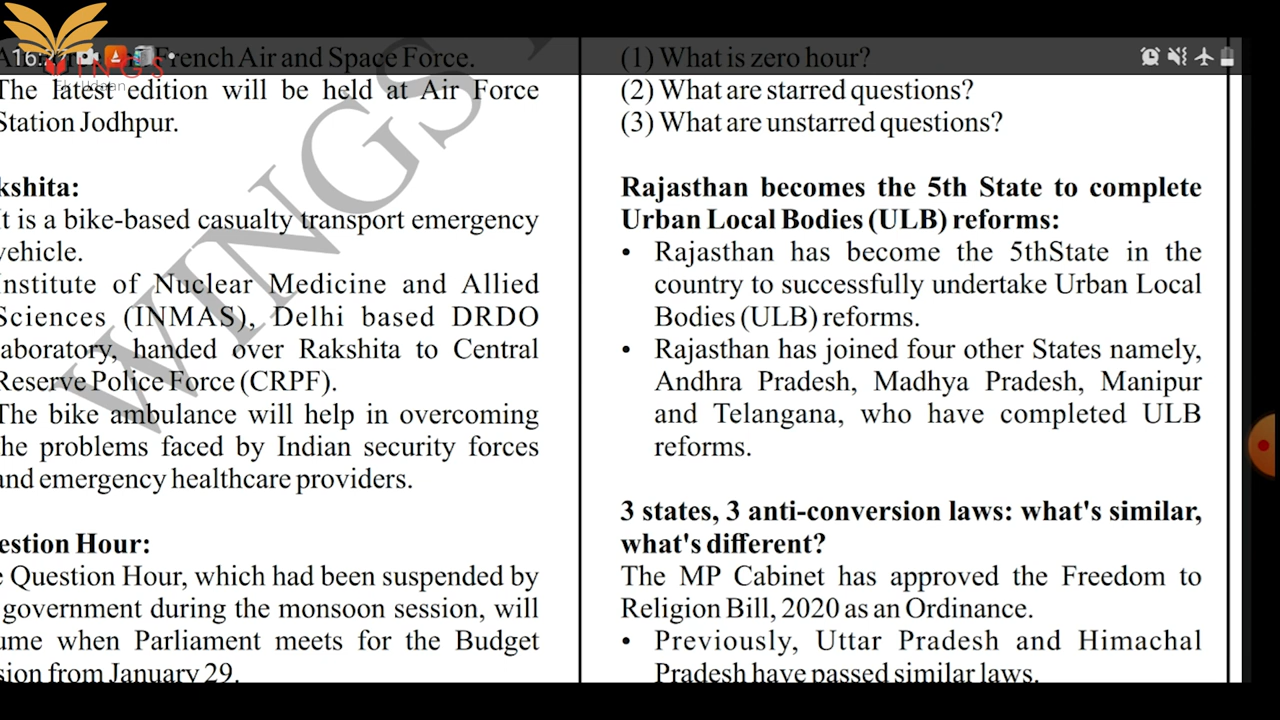 16:27
French Air and Space Force.
The latest edition will be held at Air Force
Station Jodhpur.
kshita:
It is a bike-based casualty transport emergency
vehicle.
Institute of Nuclear Medicine and Allied
Sciences (INMAS), Delhi based DRDO
laboratory, handed over Rakshita to Central
Reserve Police Force (CRPF).
The bike ambulance will help in overcoming
the problems faced by Indian security forces
and emergency healthcare providers.
estion Hour:
e Question Hour, which had been suspended by
government during the monsoon session, will
ume when Parliament meets for the Budget
sion from January 29.
(1) What is zero hour?
(2) What are starred questions?
(3) What are unstarred questions?
Rajasthan becomes the 5th State to complete
Urban Local Bodies (ULB) reforms:
• Rajasthan has become the 5thState in the
country to successfully undertake Urban Local
Bodies (ULB) reforms.
• Rajasthan has joined four other States namely,
Andhra Pradesh, Madhya Pradesh, Manipur
and Telangana, who have completed ULB
reforms.
3 states, 3 anti-conversion laws: what's similar,
what's different?
The MP Cabinet has approved the Freedom to
Religion Bill, 2020 as an Ordinance.
• Previously, Uttar Pradesh and Himachal
Pradesh have passed similar laws.
WINGS
WINGS
Ek Udaan